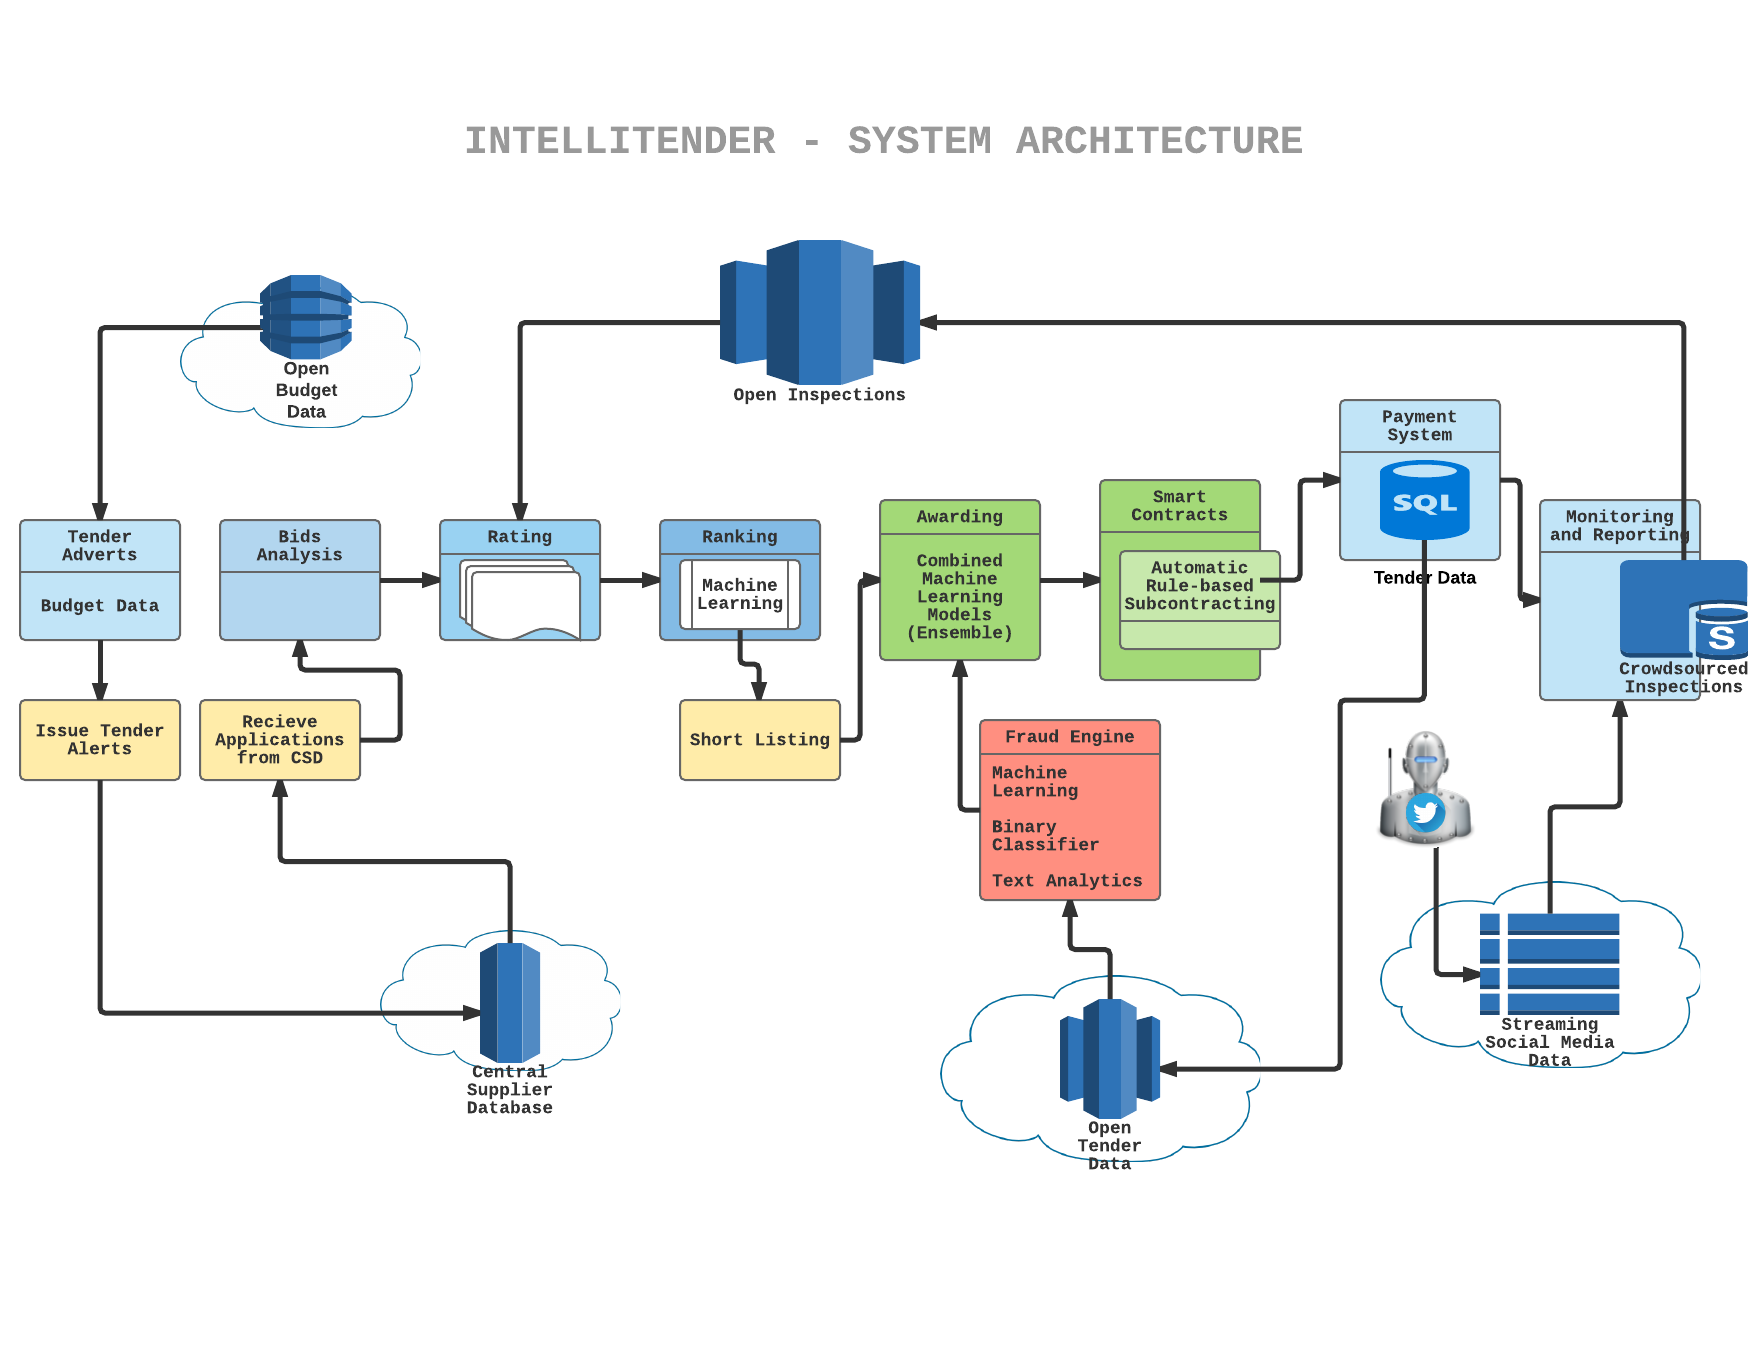 INTELLITENDER - SYSTEM ARCHITECTURE
Open
Budget
Data
Open Inspections
Tender
Adverts
Budget Data
Bids
Analysis
Rating
Ranking
Machine
Learning
Awarding
Combined
Machine
Learning
Models
(Ensemble)
Smart
Contracts
Automatic
Rule-based
Subcontracting
Payment
System
SQL
Tender Data
Monitoring
and Reporting
S
Crowdsourced
Inspections
Issue Tender
Alerts
Recieve
Applications
from CSD
Short Listing
Fraud Engine
Machine
Learning
Binary
Classifier
Text Analytics
Central
Supplier
Database
Open
Tender
Data
Streaming
Social Media
Data